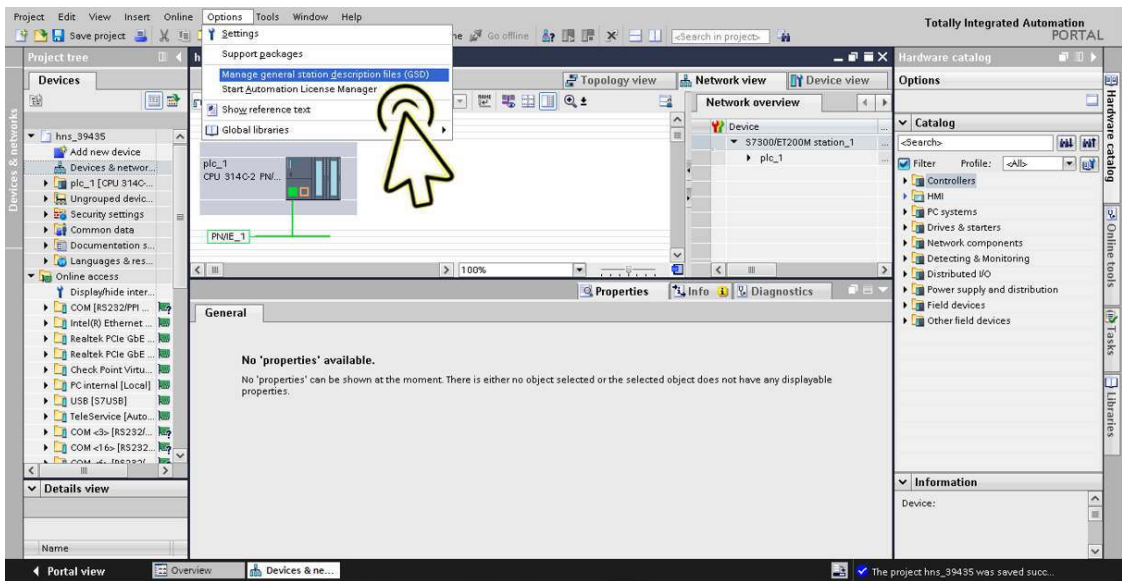 Project Edit View Insert Online Options Tools Window Help
Totally Integrated Automation
PORTAL
Save project
Go offline
<Search in project>
Settings
Support packages
Manage general station description files (GSD)
Start Automation License Manager
Show reference text
Global libraries
Project tree
Devices
hns_39435
Add new device
Devices & networ...
plc_1 [CPU 314C-...
Ungrouped devic...
Security settings
Common data
Documentation s...
Languages & res...
Online access
Display/hide inter...
COM [RS232/PPI ...
Intel(R) Ethernet ...
Realtek PCIe GbE ...
Realtek PCIe GbE ...
Check Point Virtu...
PC internal [Local]
USB [S7USB]
TeleService [Auto...
COM <3> [RS232/...
COM <16> [RS232...
Details view
Name
Topology view
Network view
Device view
plc_1
CPU 314C-2 PN/...
PN/IE_1
100%
Network overview
Device
S7300/ET200M station_1
plc_1
Properties
Info
Diagnostics
General
No 'properties' available.
No 'properties' can be shown at the moment. There is either no object selected or the selected object does not have any displayable
properties.
Hardware catalog
Options
Catalog
<Search>
Filter Profile: <All>
Controllers
HMI
PC systems
Drives & starters
Network components
Detecting & Monitoring
Distributed I/O
Power supply and distribution
Field devices
Other field devices
Information
Device:
Devices & networks
Hardware catalog
Online tools
Tasks
Libraries
Portal view
Overview
Devices & ne...
The project hns_39435 was saved succ...